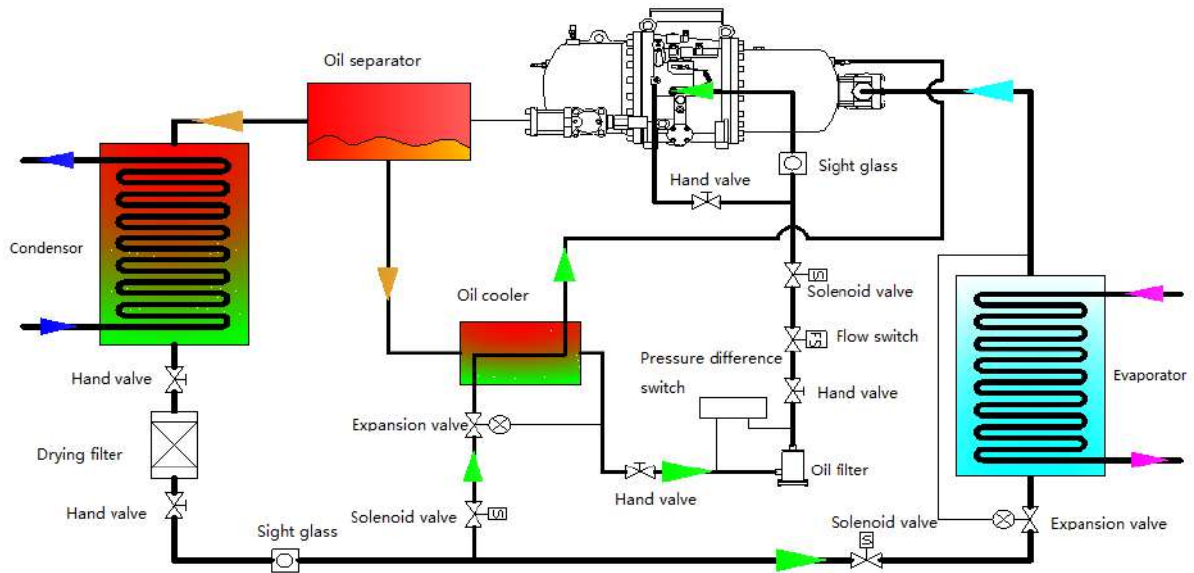 Oil separator
Sight glass
Hand valve
Condensor
Oil cooler
Solenoid valve
Flow switch
Pressure difference
switch
Hand valve
Hand valve
Evaporator
Expansion valve
Drying filter
Oil filter
Hand valve
Hand valve
Solenoid valve
Sight glass
Solenoid valve
Expansion valve
S
FS
S
S